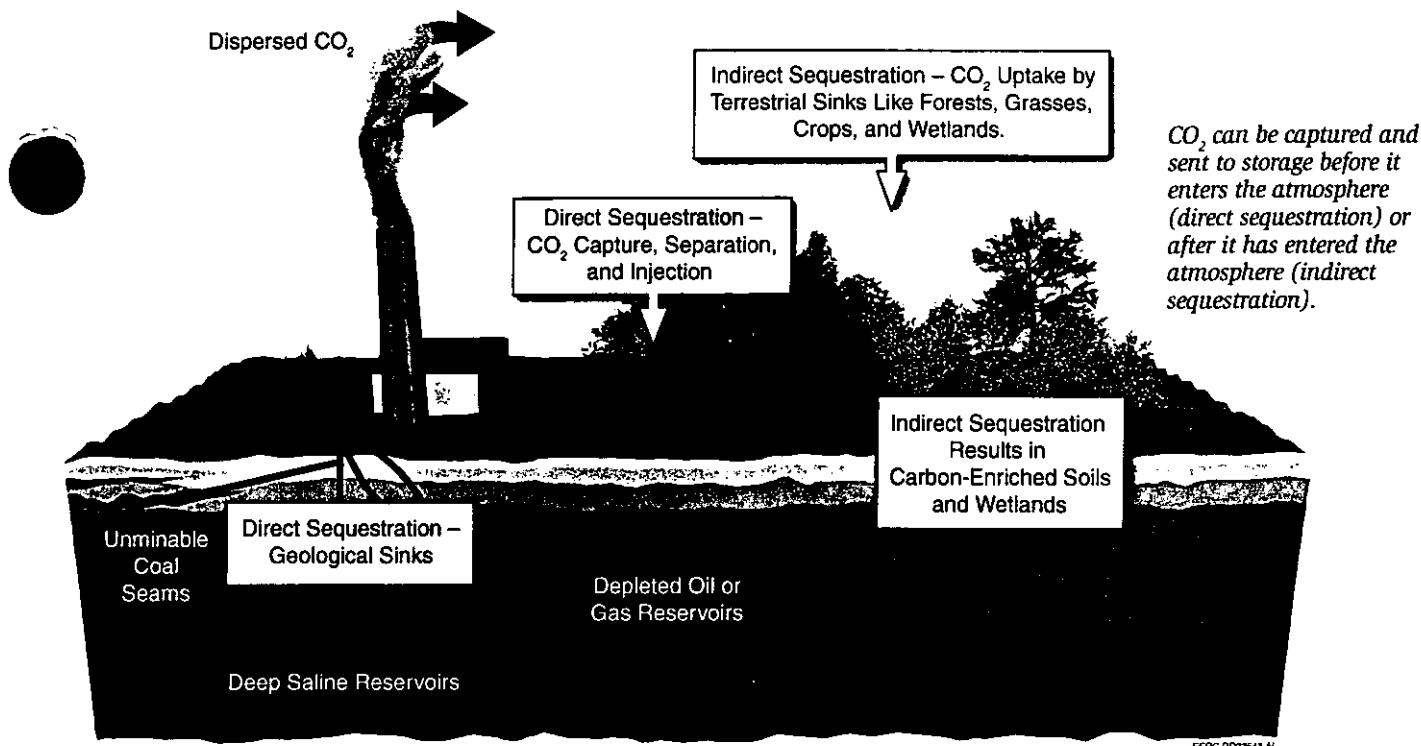 Dispersed CO₂
Indirect Sequestration – CO₂ Uptake by
Terrestrial Sinks Like Forests, Grasses,
Crops, and Wetlands.
CO₂ can be captured and
sent to storage before it
enters the atmosphere
(direct sequestration) or
after it has entered the
atmosphere (indirect
sequestration).
Direct Sequestration –
CO₂ Capture, Separation,
and Injection
Indirect Sequestration
Results in
Carbon-Enriched Soils
and Wetlands
Direct Sequestration –
Geological Sinks
Unminable
Coal
Seams
Depleted Oil or
Gas Reservoirs
Deep Saline Reservoirs